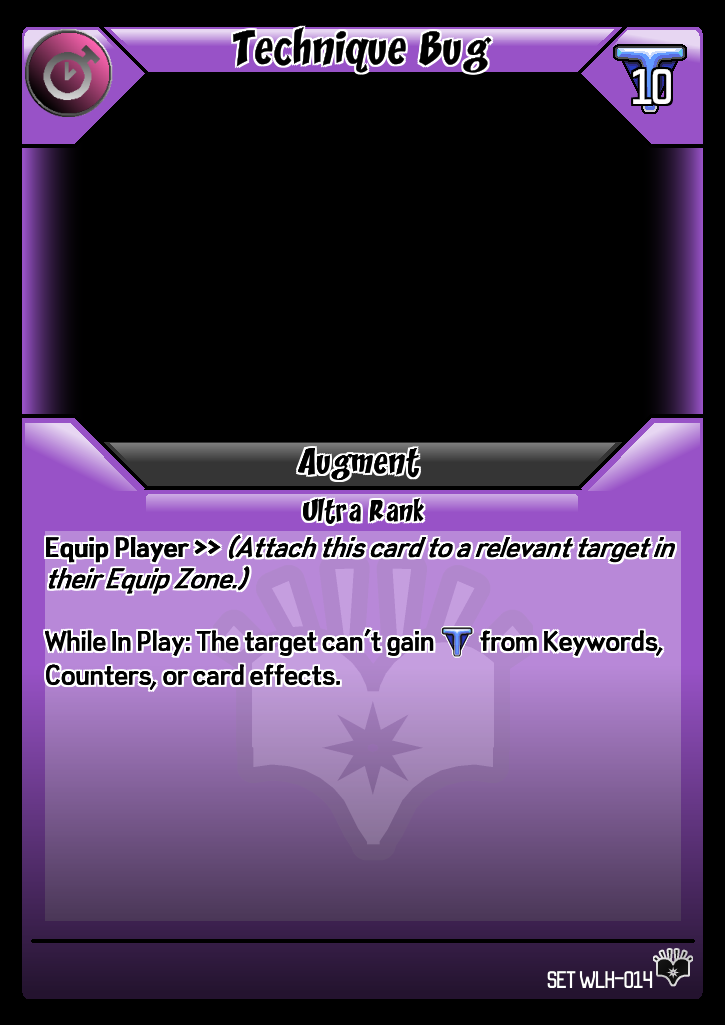 Technique Bug
10
Augment
Ultra Rank
Equip Player >> (Attach this card to a relevant target in
their Equip Zone.)
While In Play: The target can't gain T from Keywords,
Counters, or card effects.
SET WLH-014